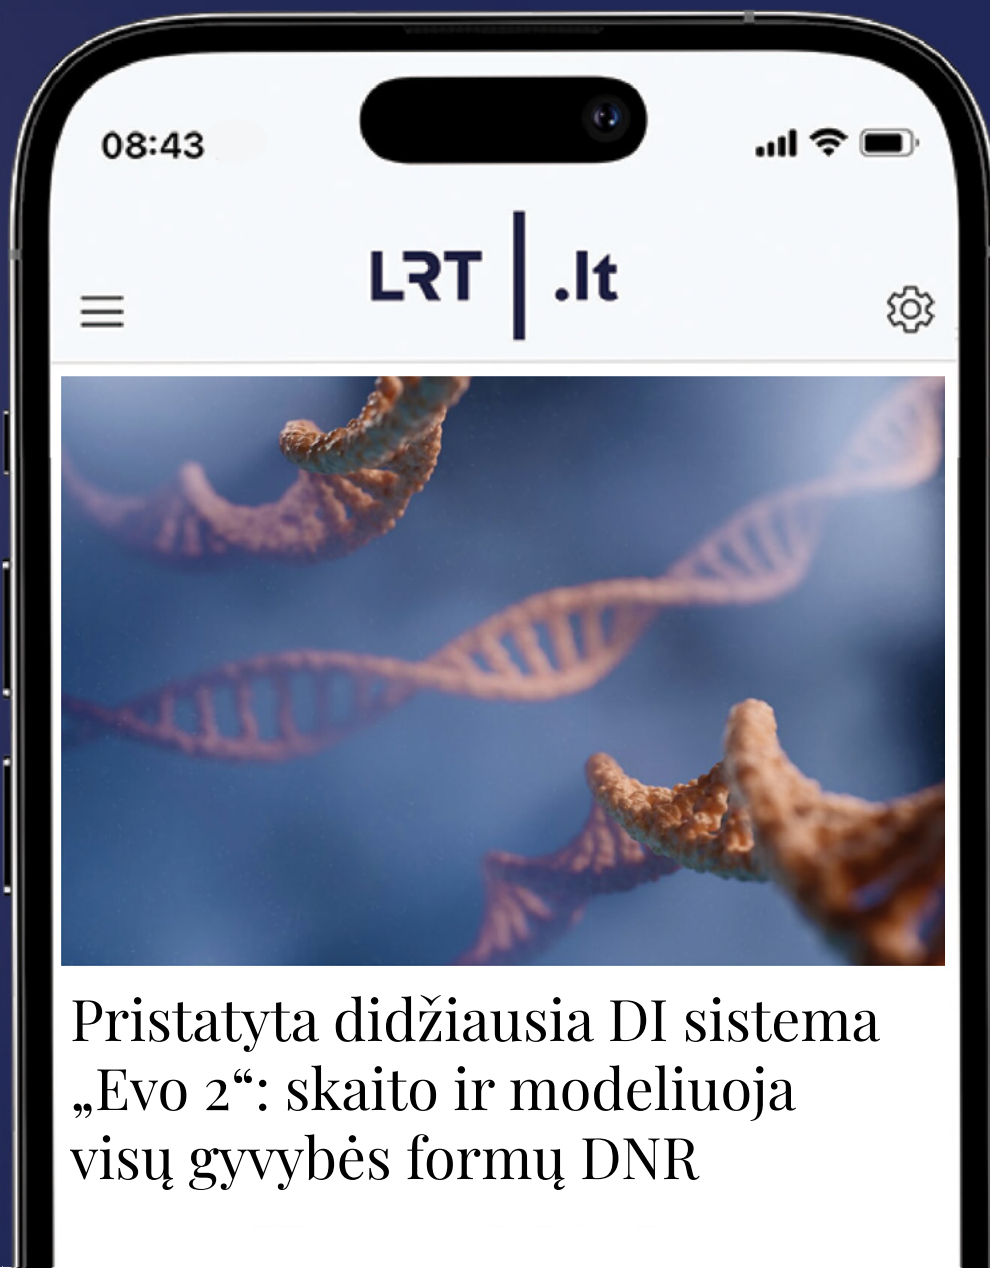 08:43
LRT | .lt
Pristatyta didžiausia DI sistema
„Evo 2“: skaito ir modeliuoja
visų gyvybės formų DNR